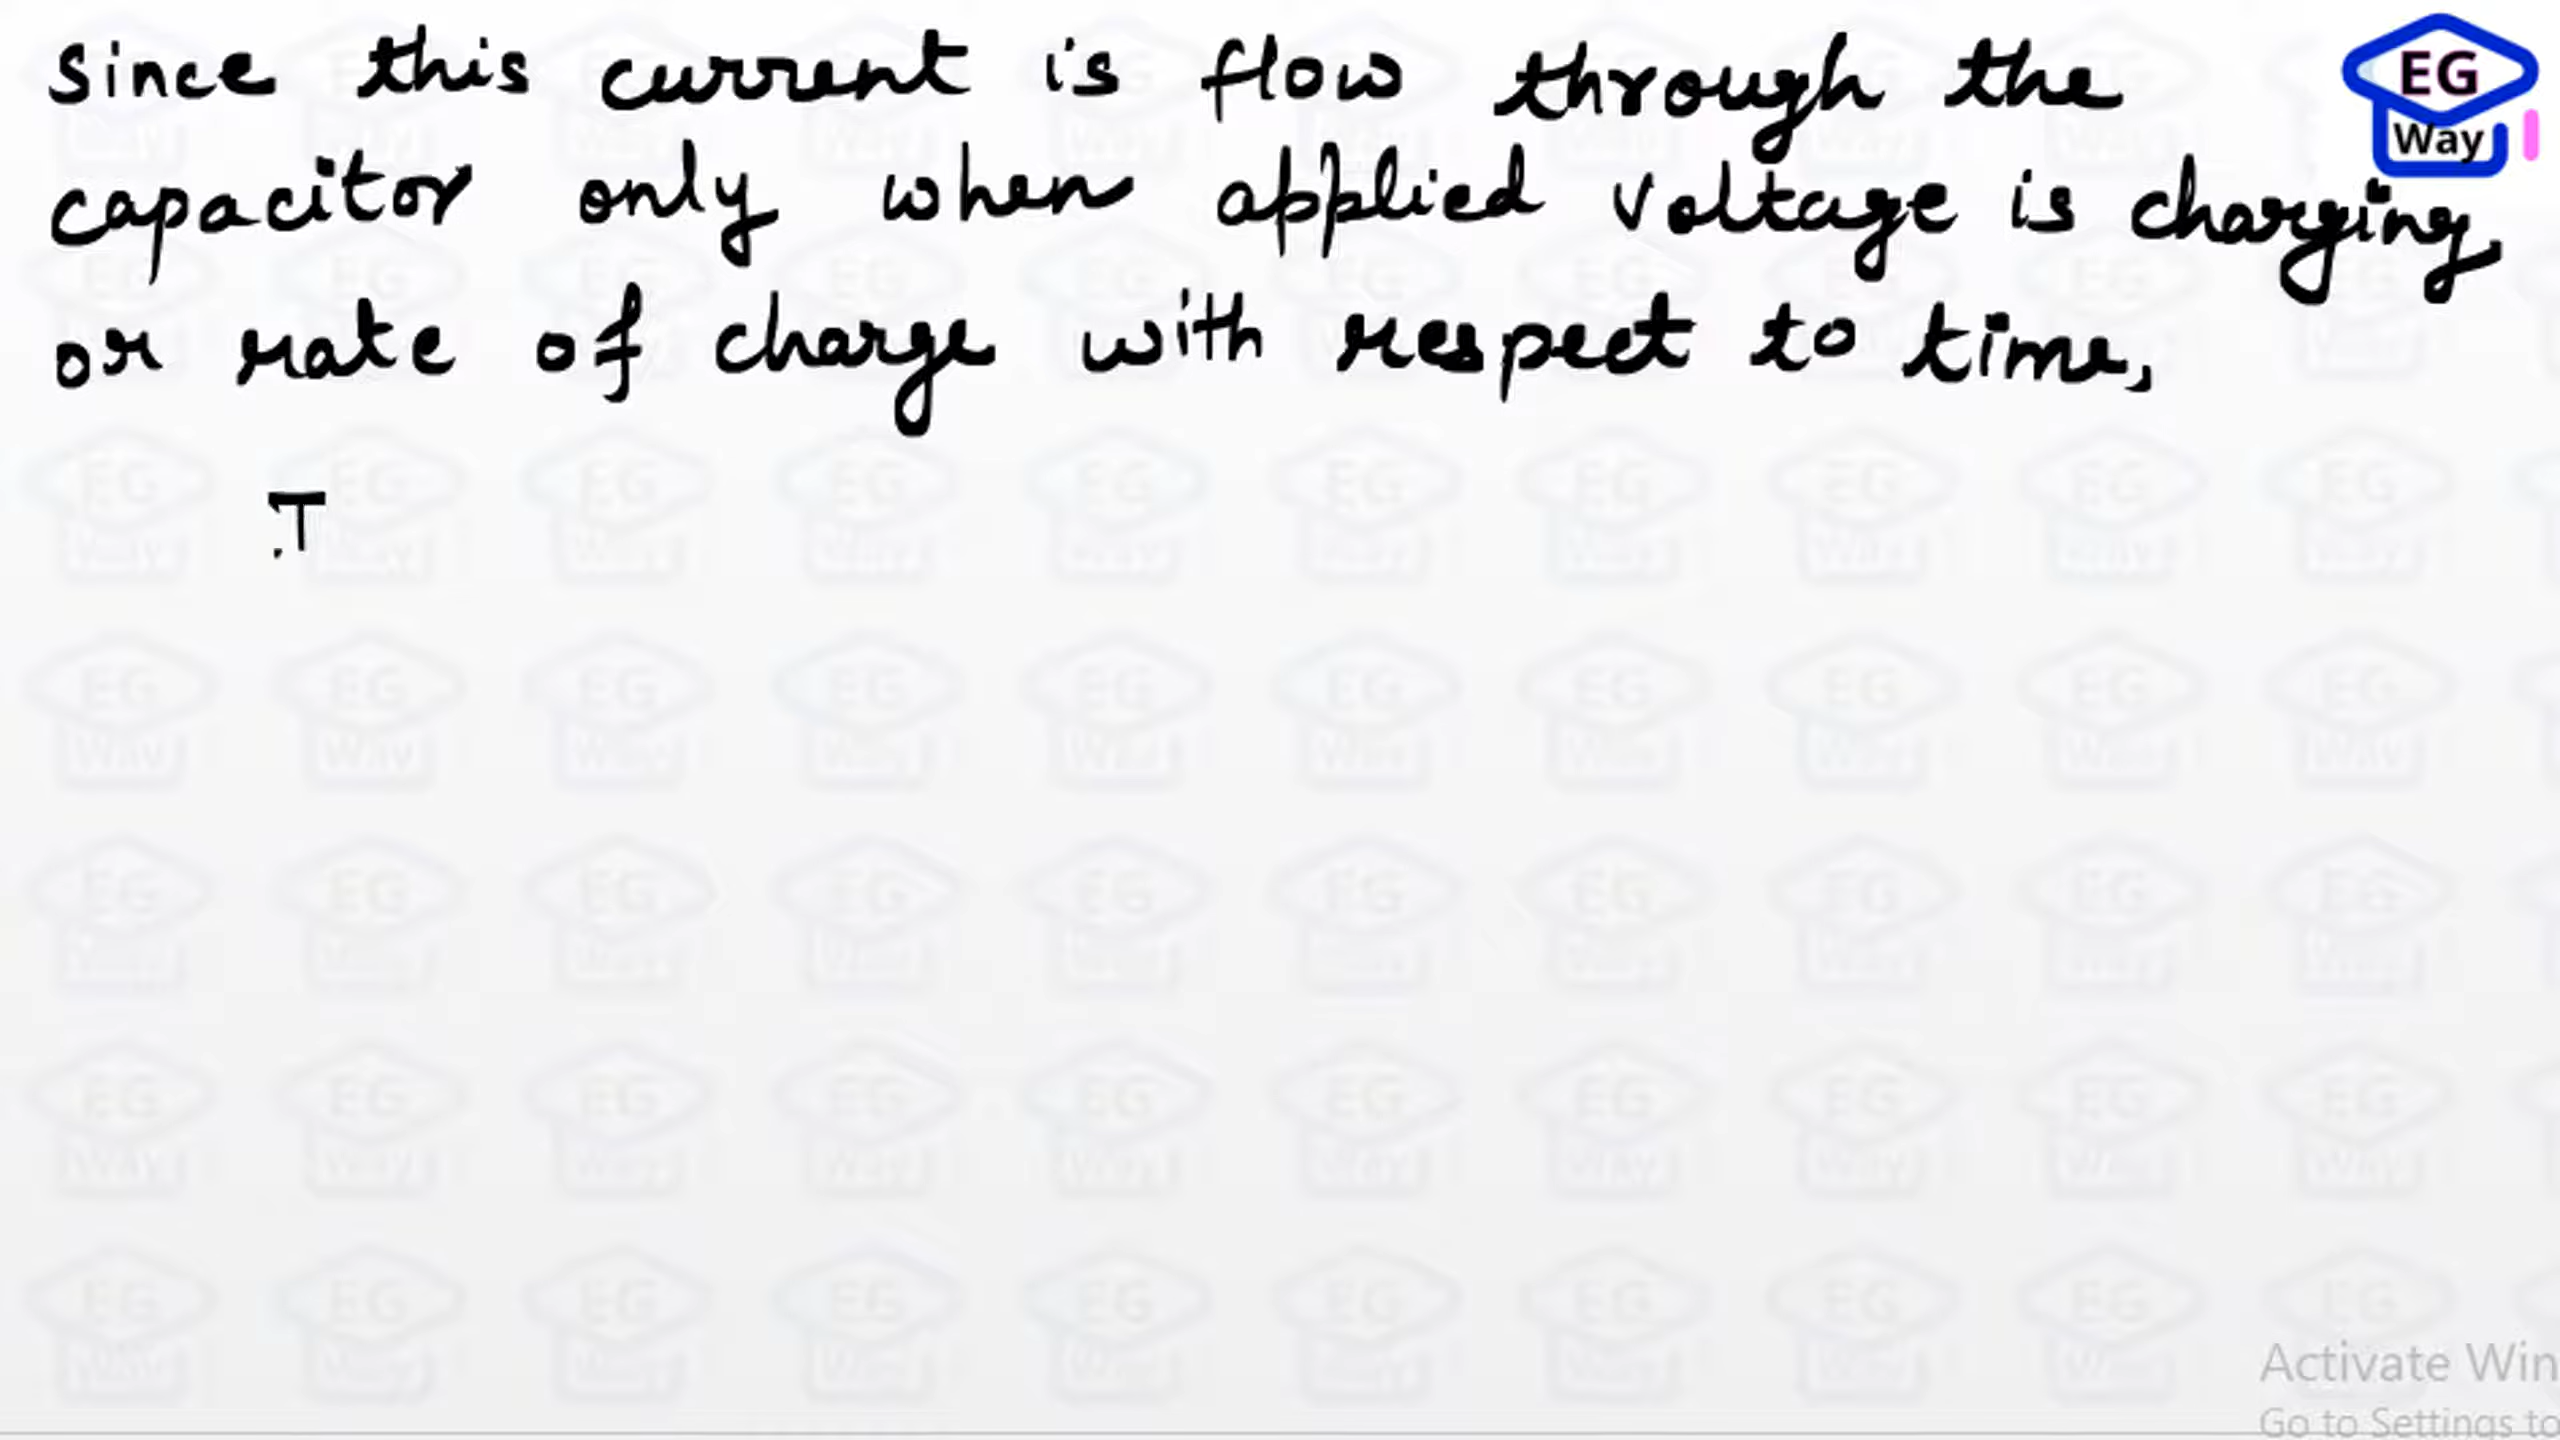 Since this current is flow through the
capacitor only when applied voltage is charging
or rate of charge with respect to time,
EG
Way
Activate Win
Go to Settings to